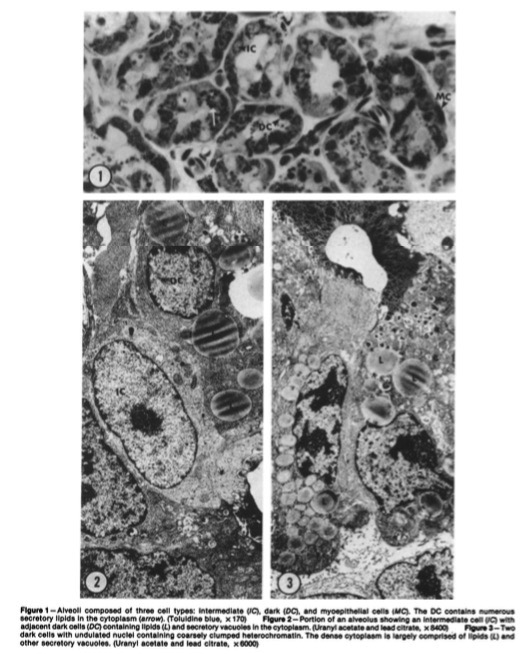 IC
MC
DC
1
DC
IC
2
L
3
Figure 1—Alveoli composed of three cell types: intermediate (IC), dark (DC), and myoepithelial cells (MC). The DC contains numerous
secretory lipids in the cytoplasm (arrow). (Toluidine blue, ×170) Figure 2—Portion of an alveolus showing an intermediate cell (IC) with
adjacent dark cells (DC) containing lipids (L) and secretory vacuoles in the cytoplasm. (Uranyl acetate and lead citrate, ×6400) Figure 3—Two
dark cells with undulated nuclei containing coarsely clumped heterochromatin. The dense cytoplasm is largely comprised of lipids (L) and
other secretory vacuoles. (Uranyl acetate and lead citrate, ×6000)